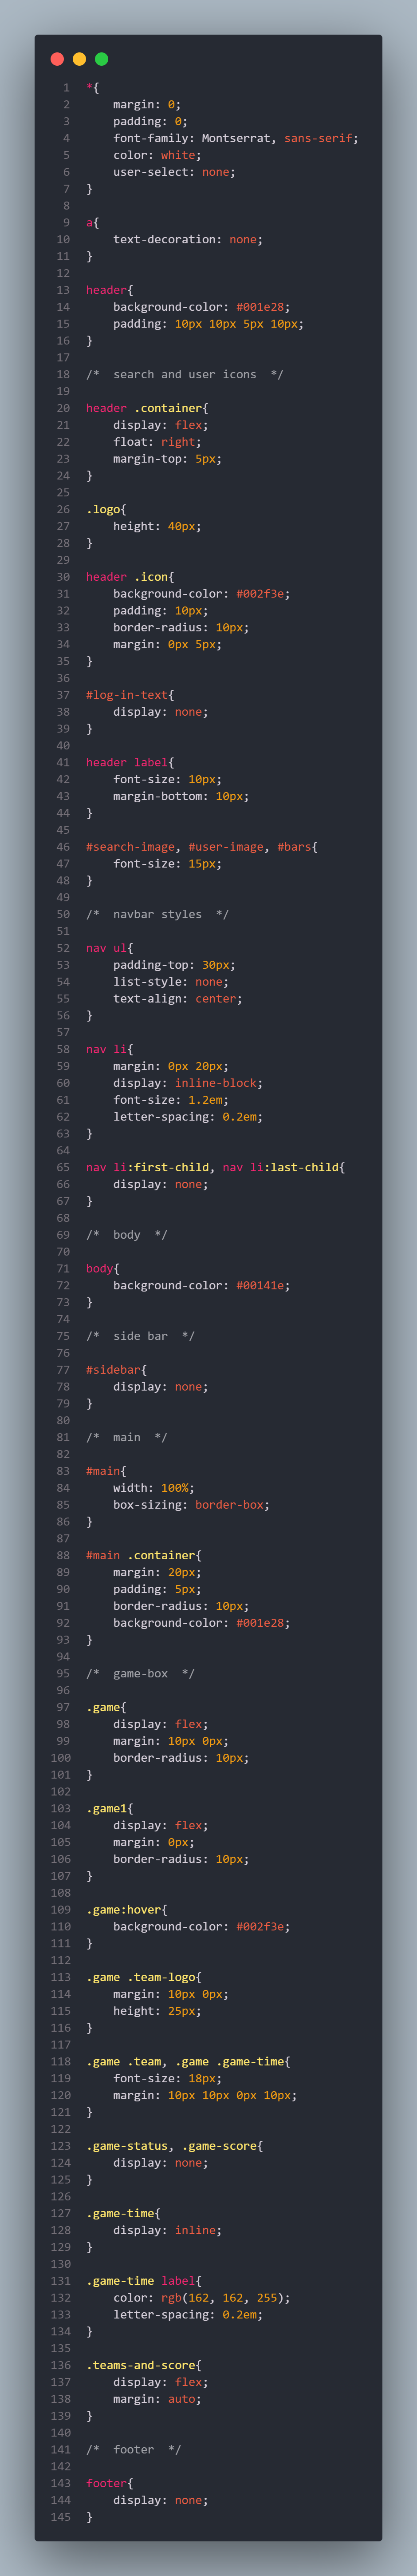 1 *{
2     margin: 0;
3     padding: 0;
4     font-family: Montserrat, sans-serif;
5     color: white;
6     user-select: none;
7 }
8
9 a{
10     text-decoration: none;
11 }
12
13 header{
14     background-color: #001e28;
15     padding: 10px 10px 5px 10px;
16 }
17
18 /*  search and user icons  */
19
20 header .container{
21     display: flex;
22     float: right;
23     margin-top: 5px;
24 }
25
26 .logo{
27     height: 40px;
28 }
29
30 header .icon{
31     background-color: #002f3e;
32     padding: 10px;
33     border-radius: 10px;
34     margin: 0px 5px;
35 }
36
37 #log-in-text{
38     display: none;
39 }
40
41 header label{
42     font-size: 10px;
43     margin-bottom: 10px;
44 }
45
46 #search-image, #user-image, #bars{
47     font-size: 15px;
48 }
49
50 /*  navbar styles  */
51
52 nav ul{
53     padding-top: 30px;
54     list-style: none;
55     text-align: center;
56 }
57
58 nav li{
59     margin: 0px 20px;
60     display: inline-block;
61     font-size: 1.2em;
62     letter-spacing: 0.2em;
63 }
64
65 nav li:first-child, nav li:last-child{
66     display: none;
67 }
68
69 /*  body  */
70
71 body{
72     background-color: #00141e;
73 }
74
75 /*  side bar  */
76
77 #sidebar{
78     display: none;
79 }
80
81 /*  main  */
82
83 #main{
84     width: 100%;
85     box-sizing: border-box;
86 }
87
88 #main .container{
89     margin: 20px;
90     padding: 5px;
91     border-radius: 10px;
92     background-color: #001e28;
93 }
94
95 /*  game-box  */
96
97 .game{
98     display: flex;
99     margin: 10px 0px;
100     border-radius: 10px;
101 }
102
103 .game1{
104     display: flex;
105     margin: 0px;
106     border-radius: 10px;
107 }
108
109 .game:hover{
110     background-color: #002f3e;
111 }
112
113 .game .team-logo{
114     margin: 10px 0px;
115     height: 25px;
116 }
117
118 .game .team, .game .game-time{
119     font-size: 18px;
120     margin: 10px 10px 0px 10px;
121 }
122
123 .game-status, .game-score{
124     display: none;
125 }
126
127 .game-time{
128     display: inline;
129 }
130
131 .game-time label{
132     color: rgb(162, 162, 255);
133     letter-spacing: 0.2em;
134 }
135
136 .teams-and-score{
137     display: flex;
138     margin: auto;
139 }
140
141 /*  footer  */
142
143 footer{
144     display: none;
145 }